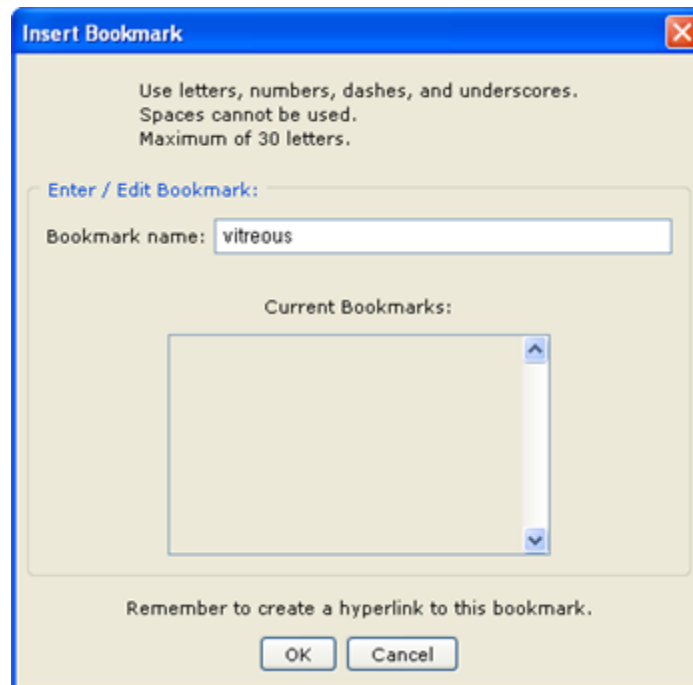 Insert Bookmark
Use letters, numbers, dashes, and underscores.
Spaces cannot be used.
Maximum of 30 letters.
Enter / Edit Bookmark:
Bookmark name: vitreous
Current Bookmarks:
Remember to create a hyperlink to this bookmark.
OK Cancel